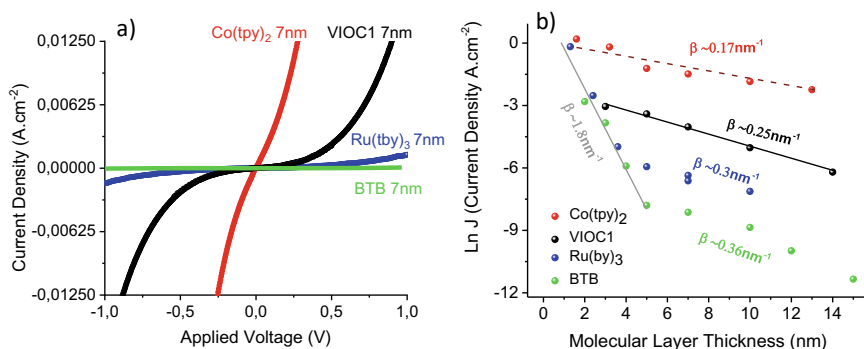 a)
Co(tpy)₂ 7nm
VIOC1 7nm
Ru(tby)₃ 7nm
BTB 7nm
0,01250
0,00625
0,00000
-0,00625
-0,01250
Current Density (A.cm⁻²)
-1,0 -0,5 0,0 0,5 1,0
Applied Voltage (V)
b)
β ~0.17nm⁻¹
β ~1.8nm⁻¹
β ~0.25nm⁻¹
β ~0.3nm⁻¹
β ~0.36nm⁻¹
Co(tpy)₂
VIOC1
Ru(by)₃
BTB
0
-3
-6
-9
-12
Ln J (Current Density A.cm⁻²)
0 2 4 6 8 10 12 14
Molecular Layer Thickness (nm)